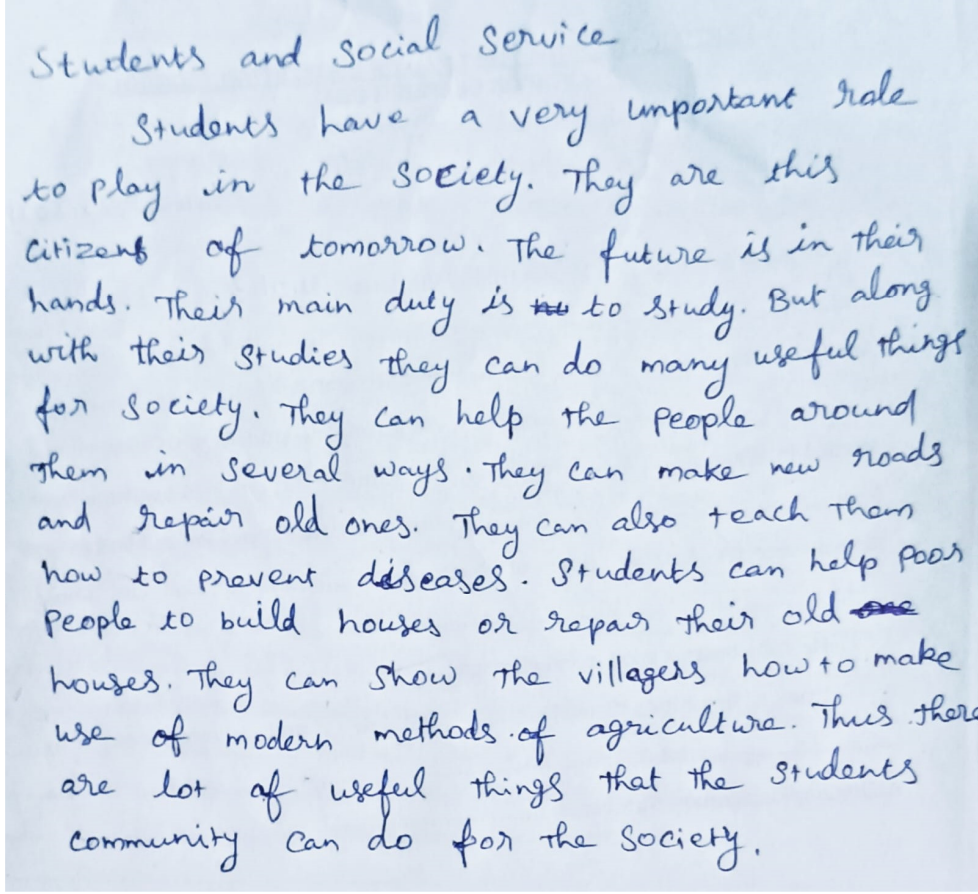 Students and Social Service
Students have a very important role
to play in the society. They are this
Citizens of tomorrow. The future is in their
hands. Their main duty is to study. But along
with their studies they can do many useful things
for society. They can help the people around
them in several ways. They can make new roads
and repair old ones. They can also teach them
how to prevent diseases. Students can help poor
people to build houses or repair their old
houses. They can show the villagers how to make
use of modern methods of agriculture. Thus there
are lot of useful things that the students
community can do for the society.